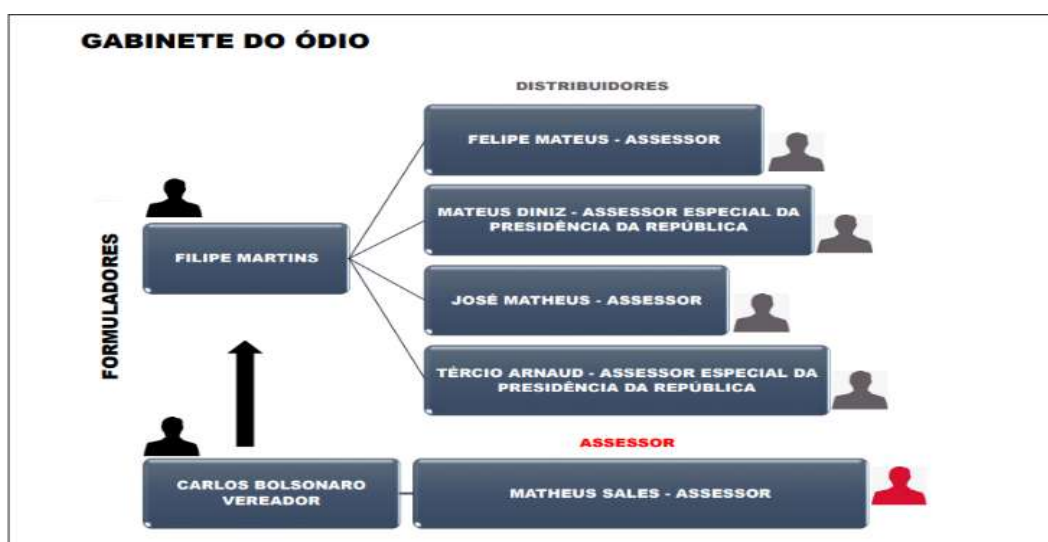 GABINETE DO ÓDIO
DISTRIBUIDORES
FELIPE MATEUS - ASSESSOR
MATEUS DINIZ - ASSESSOR ESPECIAL DA
PRESIDÊNCIA DA REPÚBLICA
FORMULADORES
FILIPE MARTINS
JOSÉ MATHEUS - ASSESSOR
TÉRCIO ARNAUD - ASSESSOR ESPECIAL DA
PRESIDÊNCIA DA REPÚBLICA
ASSESSOR
CARLOS BOLSONARO
VEREADOR
MATHEUS SALES - ASSESSOR